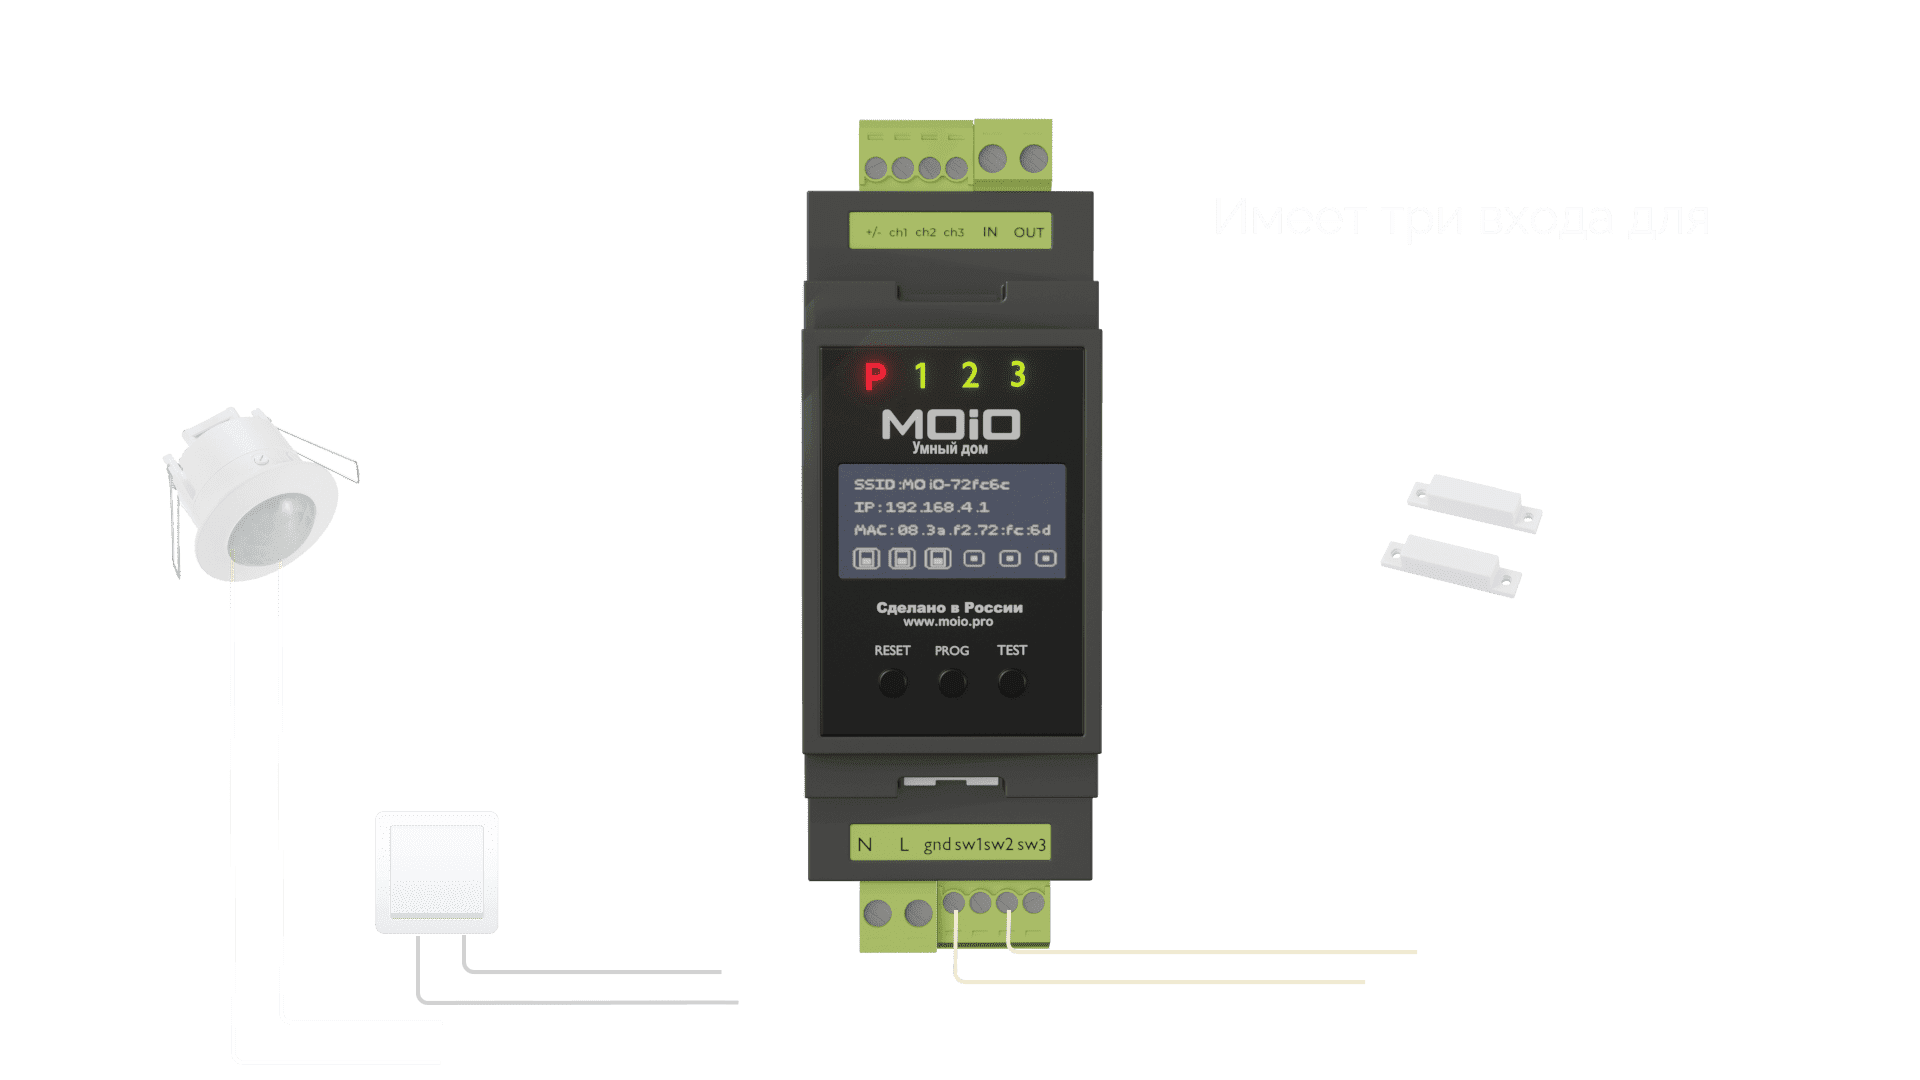 Имеет три входа для
+/- ch1 ch2 ch3 IN OUT
P 1 2 3
MOiO
Умный дом
SSID:MOiO-72fc6c
IP:192.168.4.1
MAC:08.3a.f2.72:fc:6d
Сделано в России
www.moio.pro
RESET PROG TEST
N L gnd sw1 sw2 sw3